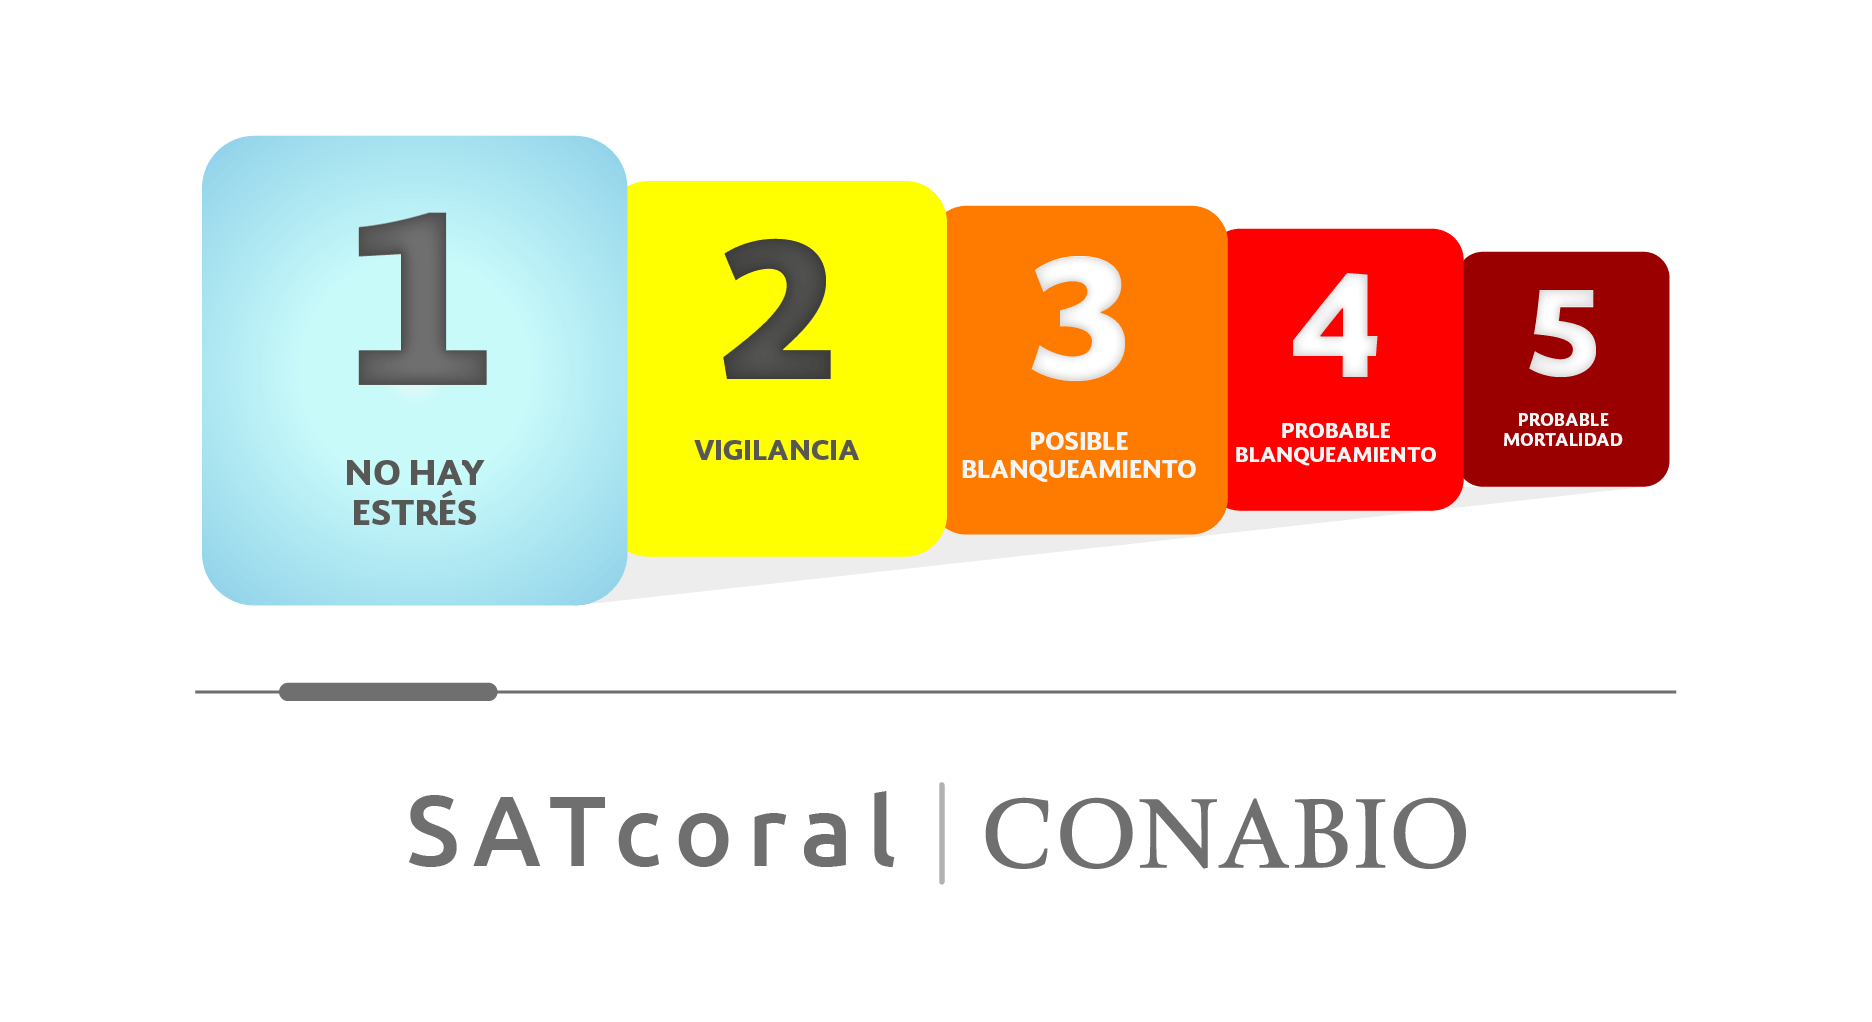 1
NO HAY
ESTRÉS
2
VIGILANCIA
3
POSIBLE
BLANQUEAMIENTO
4
PROBABLE
BLANQUEAMIENTO
5
PROBABLE
MORTALIDAD
SATcoral | CONABIO